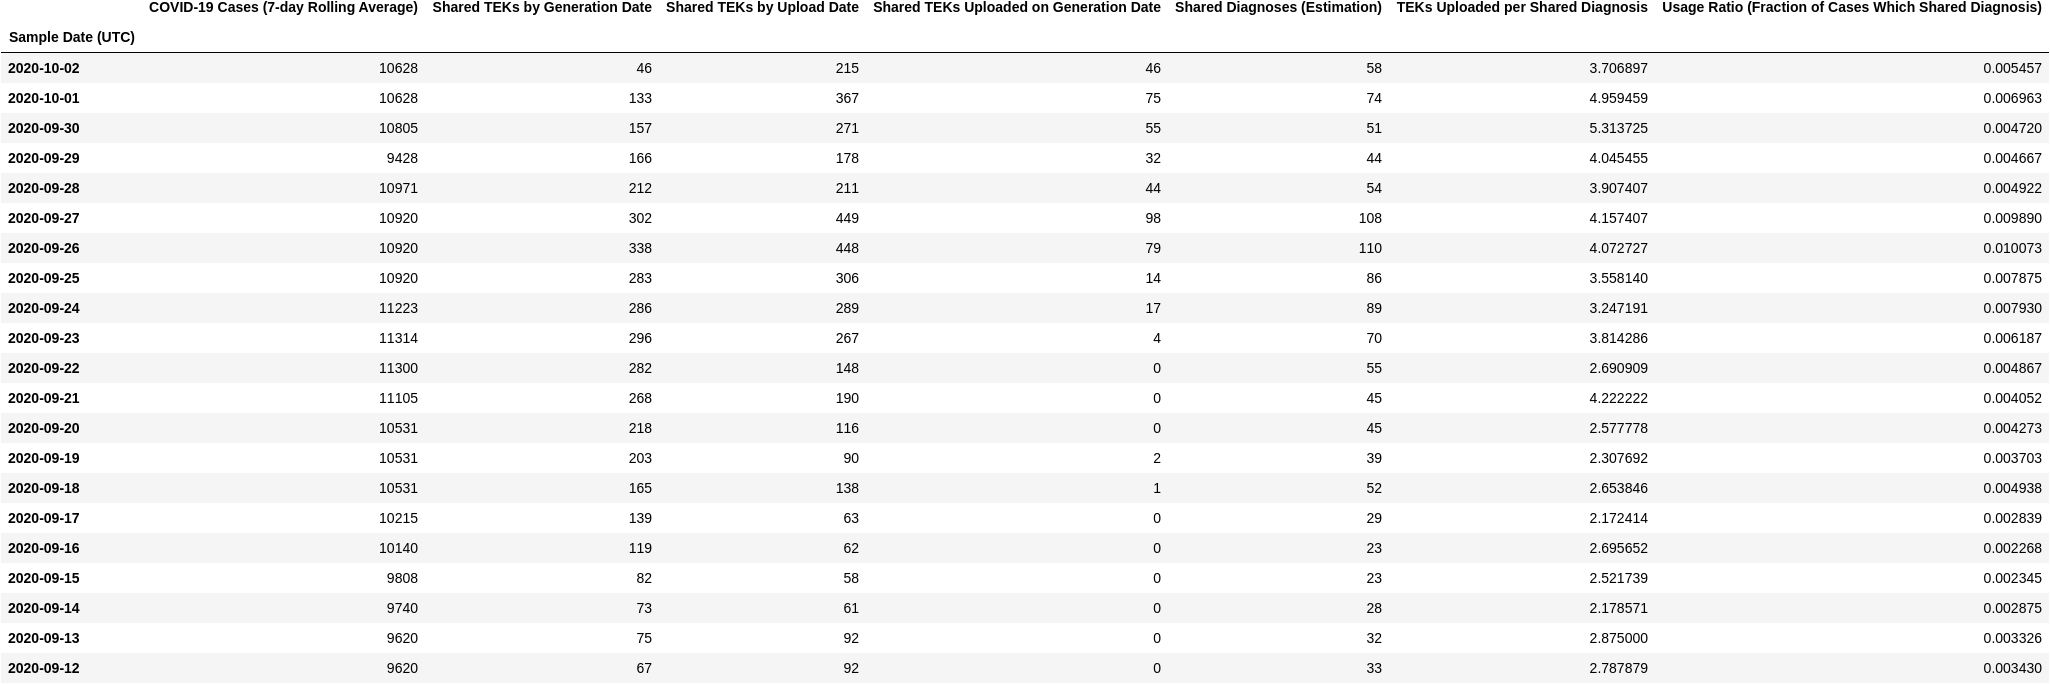 COVID-19 Cases (7-day Rolling Average) Shared TEKs by Generation Date Shared TEKs by Upload Date Shared TEKs Uploaded on Generation Date Shared Diagnoses (Estimation) TEKs Uploaded per Shared Diagnosis Usage Ratio (Fraction of Cases Which Shared Diagnosis)
Sample Date (UTC)
2020-10-02 10628 46 215 46 58 3.706897 0.005457
2020-10-01 10628 133 367 75 74 4.959459 0.006963
2020-09-30 10805 157 271 55 51 5.313725 0.004720
2020-09-29 9428 166 178 32 44 4.045455 0.004667
2020-09-28 10971 212 211 44 54 3.907407 0.004922
2020-09-27 10920 302 449 98 108 4.157407 0.009890
2020-09-26 10920 338 448 79 110 4.072727 0.010073
2020-09-25 10920 283 306 14 86 3.558140 0.007875
2020-09-24 11223 286 289 17 89 3.247191 0.007930
2020-09-23 11314 296 267 4 70 3.814286 0.006187
2020-09-22 11300 282 148 0 55 2.690909 0.004867
2020-09-21 11105 268 190 0 45 4.222222 0.004052
2020-09-20 10531 218 116 0 45 2.577778 0.004273
2020-09-19 10531 203 90 2 39 2.307692 0.003703
2020-09-18 10531 165 138 1 52 2.653846 0.004938
2020-09-17 10215 139 63 0 29 2.172414 0.002839
2020-09-16 10140 119 62 0 23 2.695652 0.002268
2020-09-15 9808 82 58 0 23 2.521739 0.002345
2020-09-14 9740 73 61 0 28 2.178571 0.002875
2020-09-13 9620 75 92 0 32 2.875000 0.003326
2020-09-12 9620 67 92 0 33 2.787879 0.003430